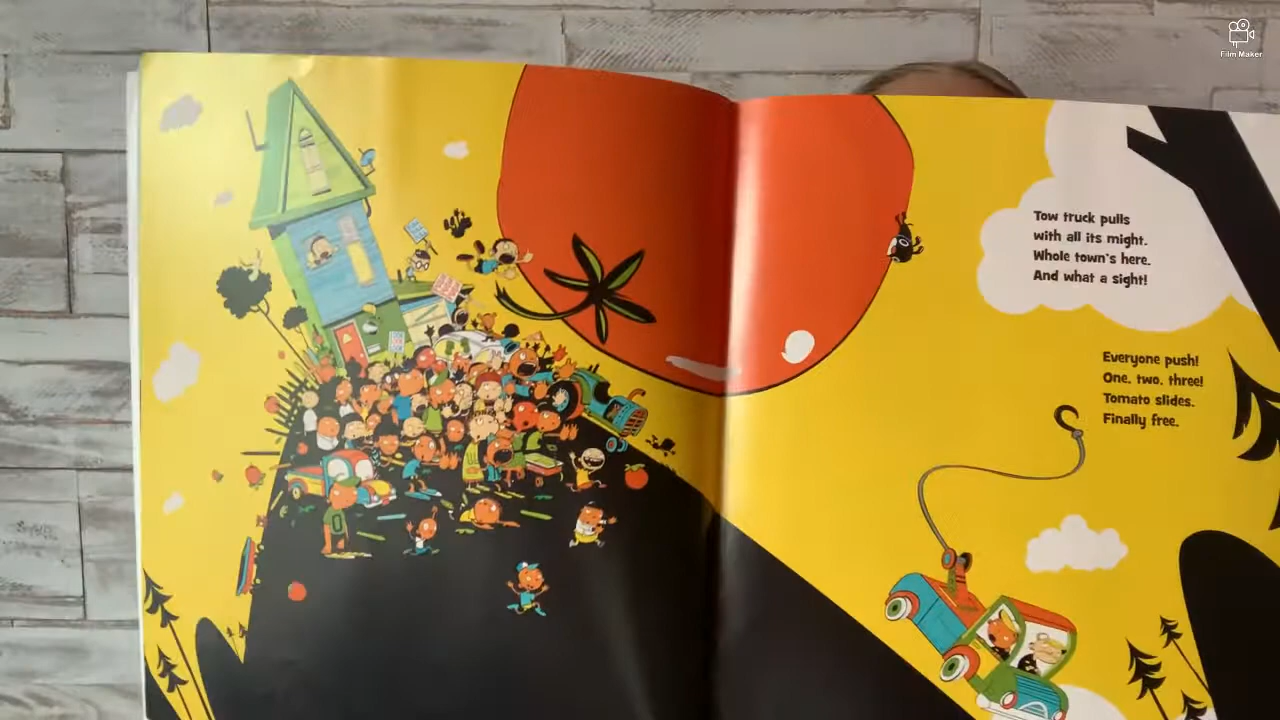 Film Maker
Tow truck pulls
with all its might.
Whole town's here.
And what a sight!
Everyone push!
One, two, three!
Tomato slides.
Finally free.